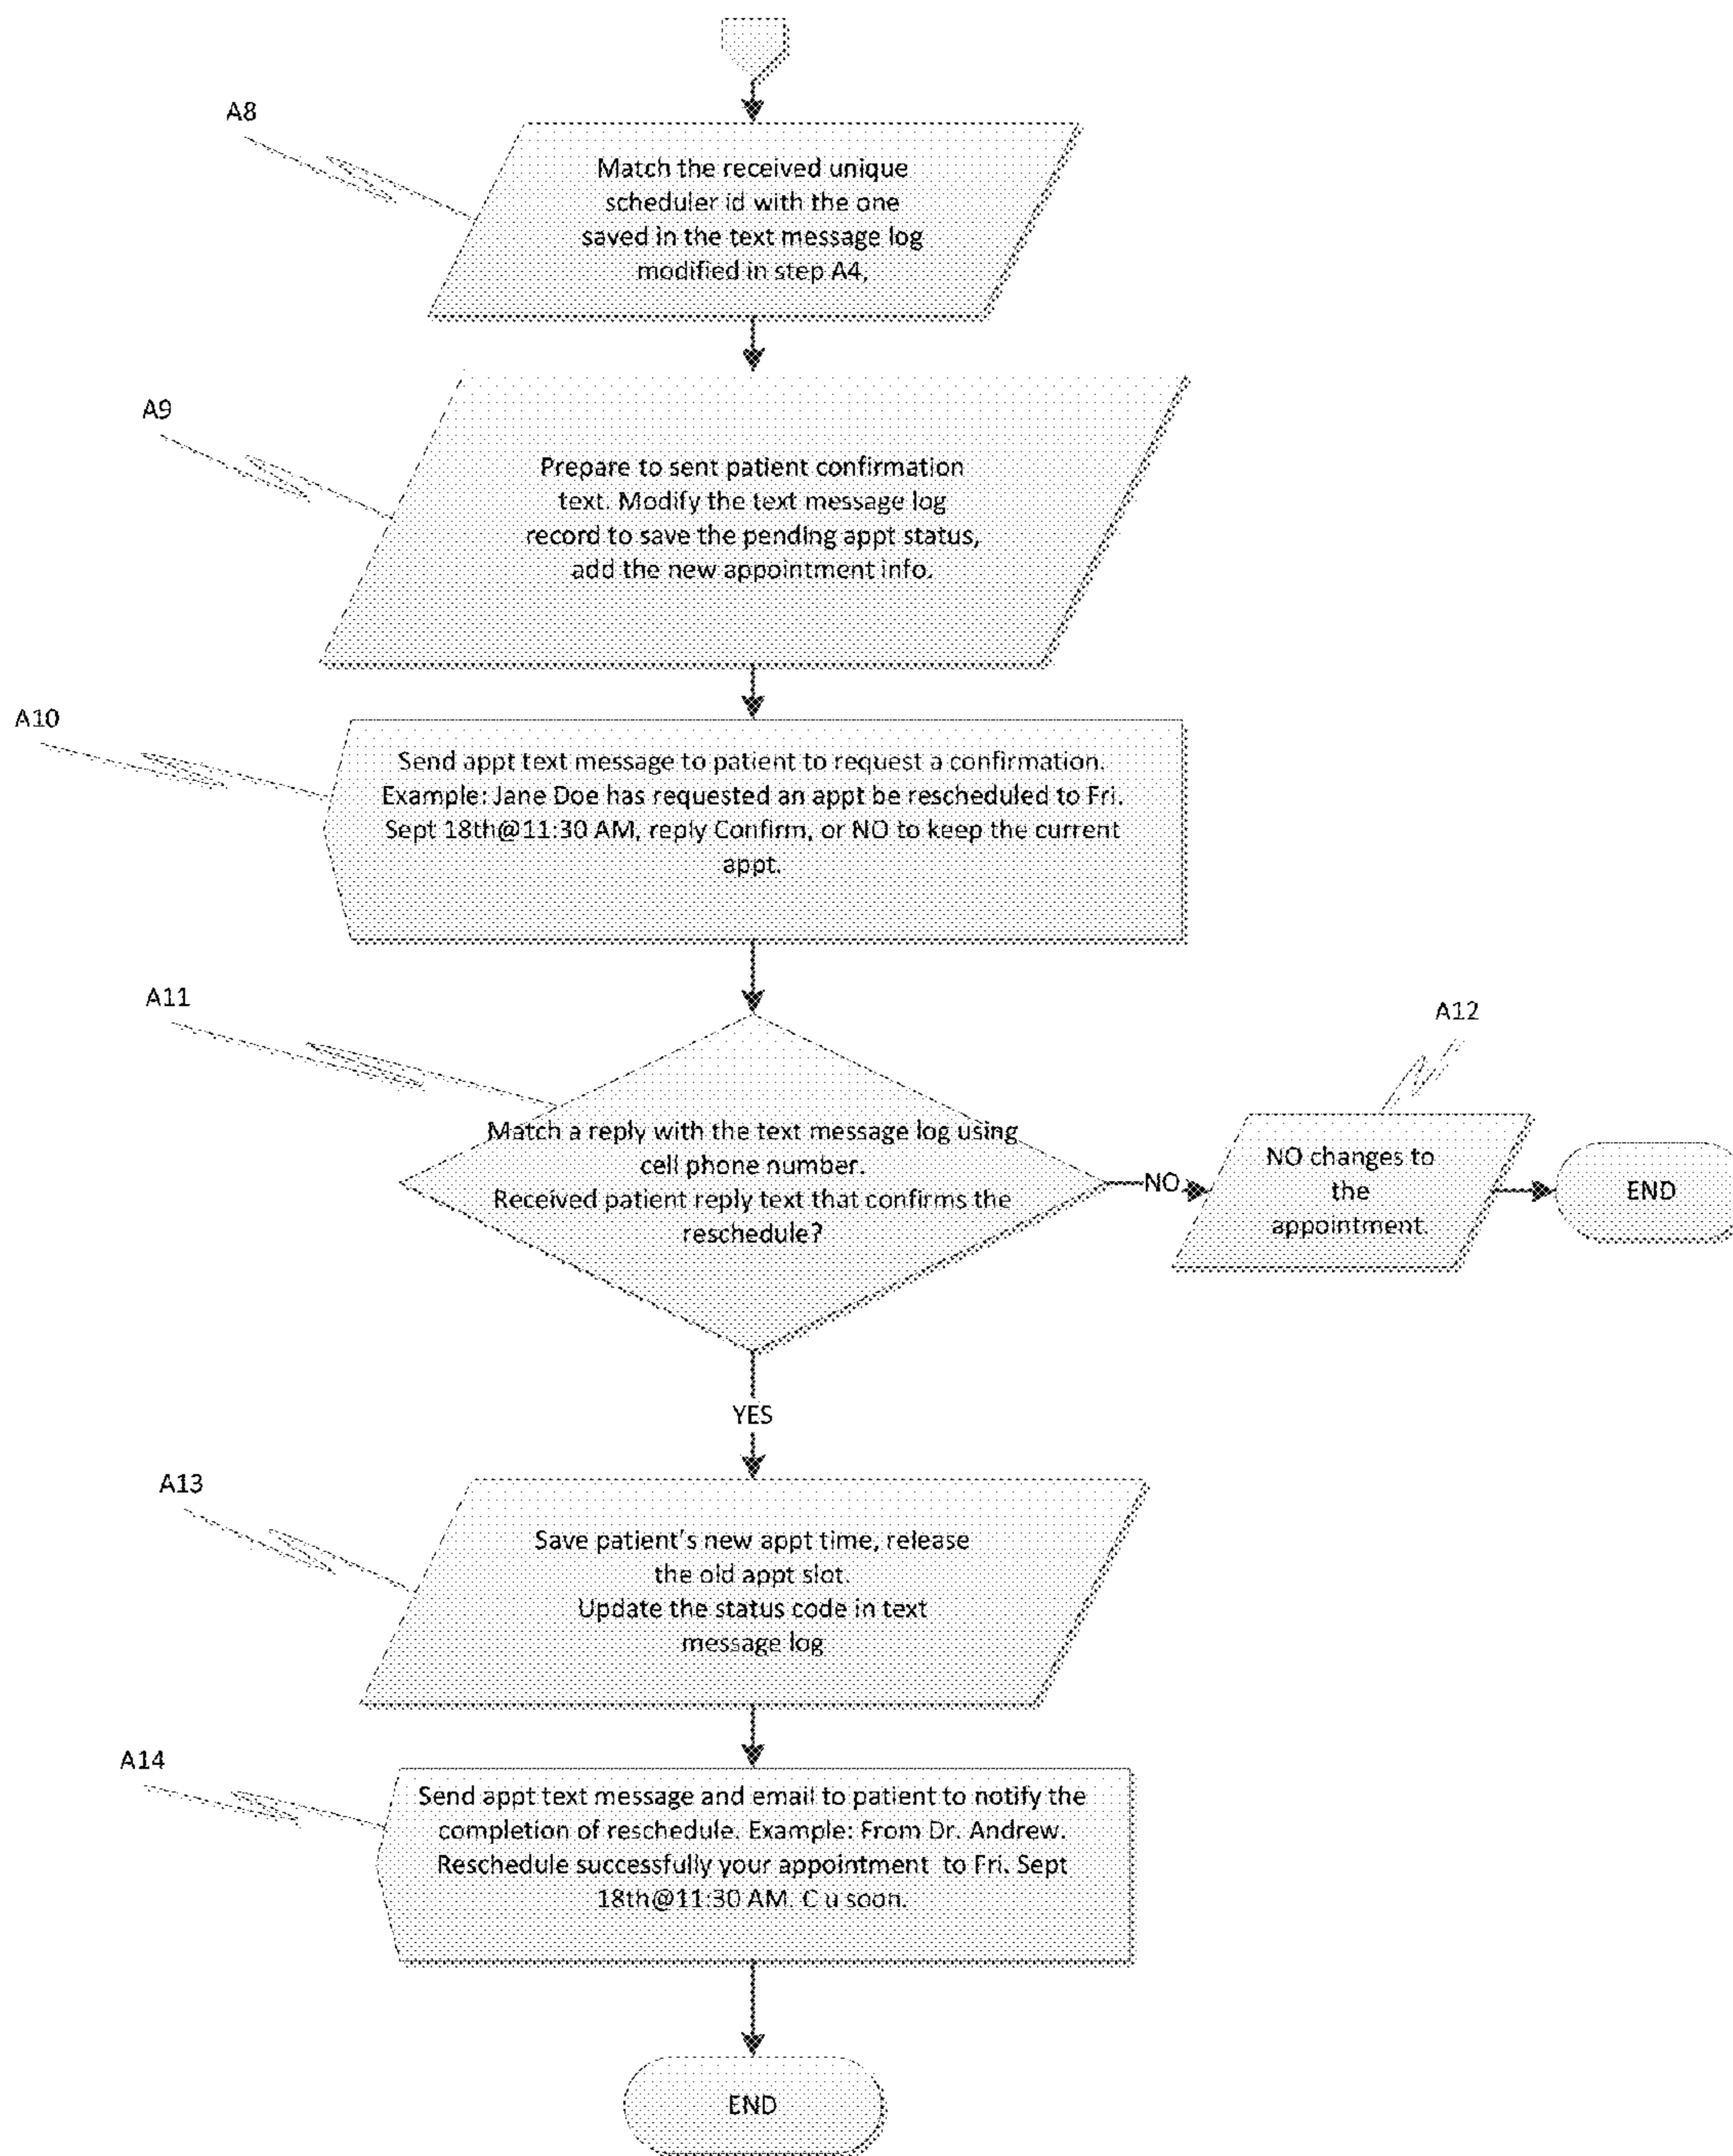 A8
Match the received unique
scheduler id with the one
saved in the text message log
modified in step A4,
A9
Prepare to sent patient confirmation
text. Modify the text message log
record to save the pending appt status,
add the new appointment info.
A10
Send appt text message to patient to request a confirmation.
Example: Jane Doe has requested an appt be rescheduled to Fri.
Sept 18th@11:30 AM, reply Confirm, or NO to keep the current
appt.
A11
Match a reply with the text message log using
cell phone number.
Received patient reply text that confirms the
reschedule?
NO
A12
NO changes to
the
appointment.
END
YES
A13
Save patient's new appt time, release
the old appt slot.
Update the status code in text
message log
A14
Send appt text message and email to patient to notify the
completion of reschedule. Example: From Dr. Andrew.
Reschedule successfully your appointment to Fri. Sept
18th@11:30 AM. C u soon.
END